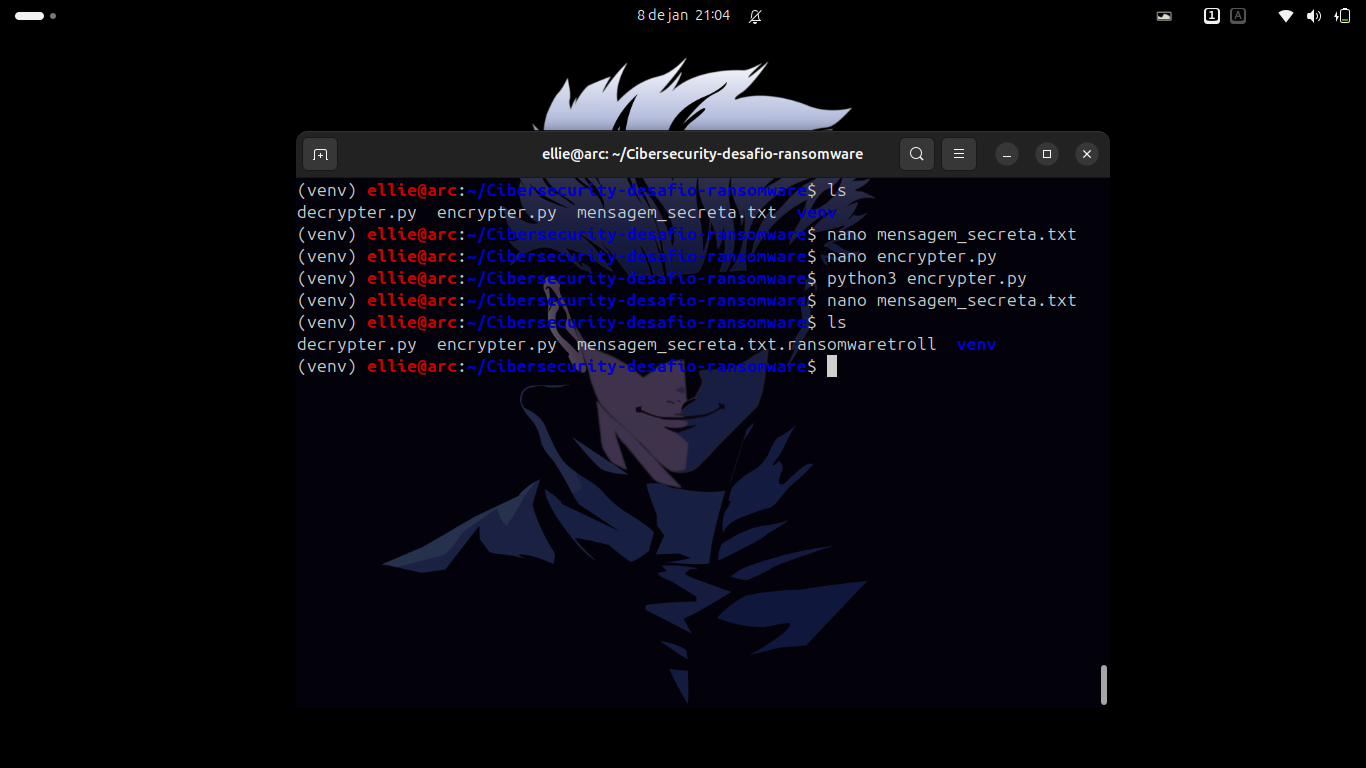 8 de jan 21:04
1 A
ellie@arc: ~/Cibersecurity-desafio-ransomware
(venv) ellie@arc:~/Cibersecurity-desafio-ransomware$ ls
decrypter.py encrypter.py mensagem_secreta.txt venv
(venv) ellie@arc:~/Cibersecurity-desafio-ransomware$ nano mensagem_secreta.txt
(venv) ellie@arc:~/Cibersecurity-desafio-ransomware$ nano encrypter.py
(venv) ellie@arc:~/Cibersecurity-desafio-ransomware$ python3 encrypter.py
(venv) ellie@arc:~/Cibersecurity-desafio-ransomware$ nano mensagem_secreta.txt
(venv) ellie@arc:~/Cibersecurity-desafio-ransomware$ ls
decrypter.py encrypter.py mensagem_secreta.txt.ransomwaretroll venv
(venv) ellie@arc:~/Cibersecurity-desafio-ransomware$